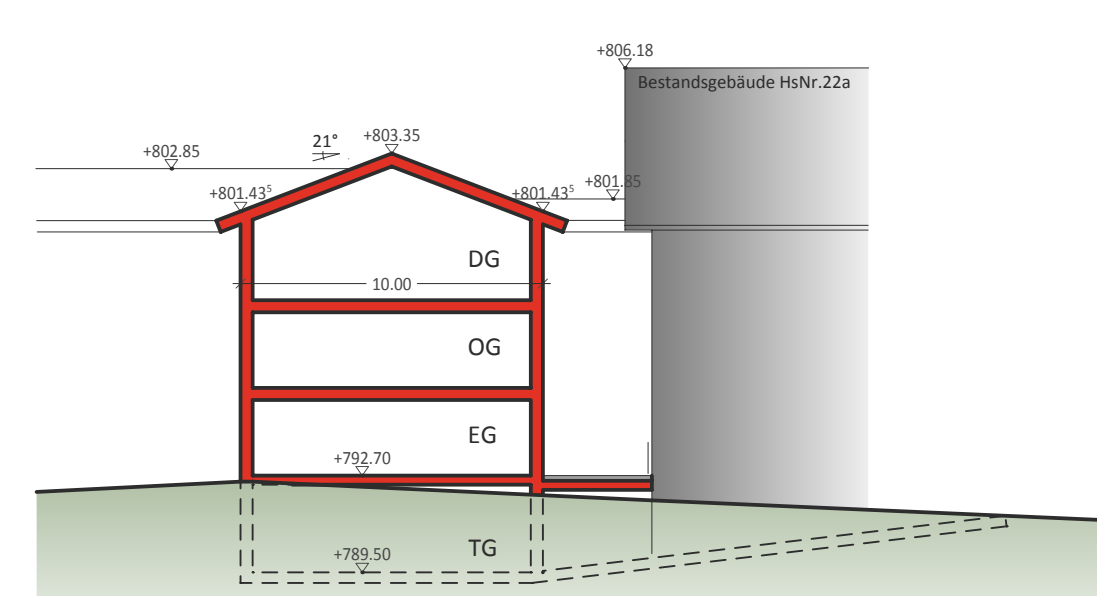 +806.18
Bestandsgebäude HsNr.22a
21°
+803.35
+802.85
+801.43⁵
+801.43⁵
+801.85
DG
10.00
OG
EG
+792.70
TG
+789.50